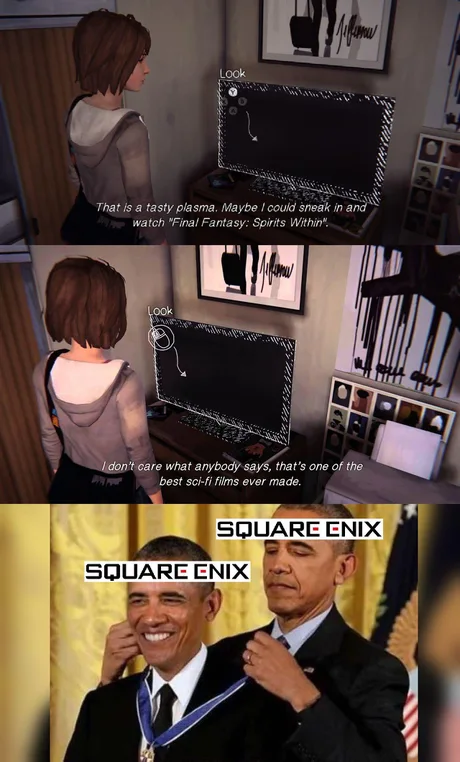 Look
Y
That is a tasty plasma. Maybe I could sneak in and
watch "Final Fantasy: Spirits Within".
Look
I don't care what anybody says, that's one of the
best sci-fi films ever made.
SQUARE ENIX
SQUARE ENIX